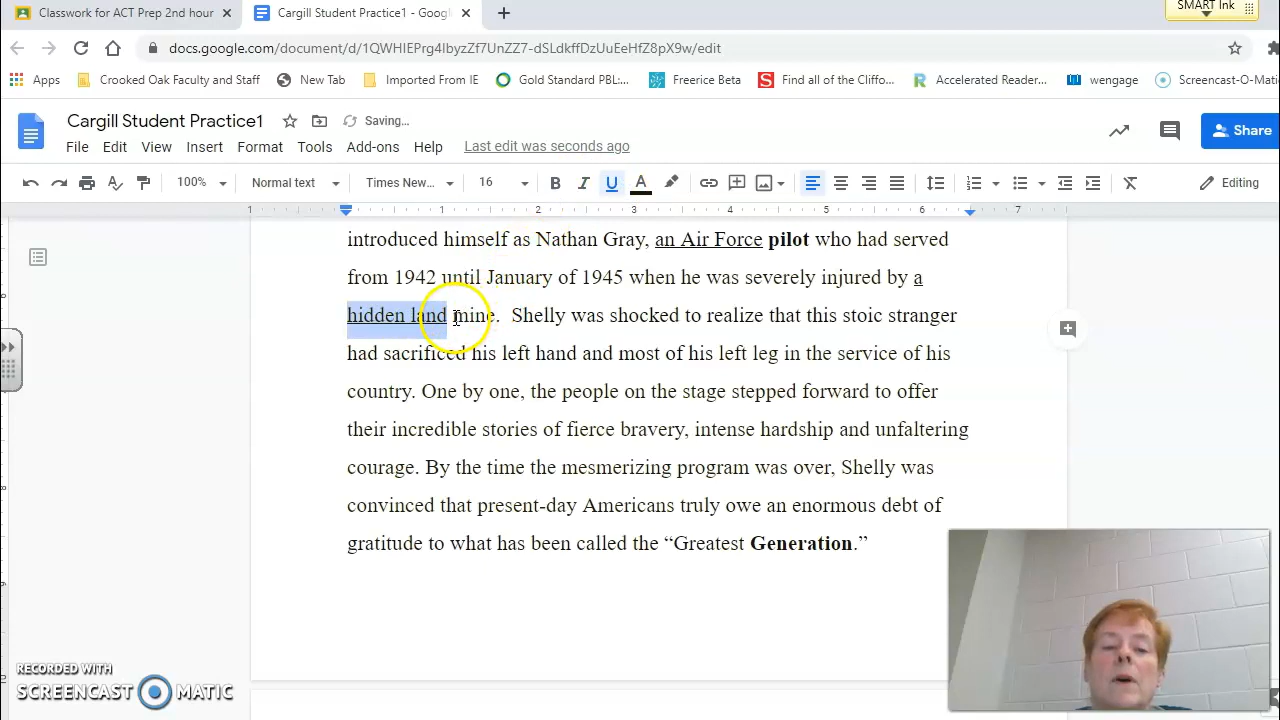 Classwork for ACT Prep 2nd hour
Cargill Student Practice1 - Googl
SMART Ink
docs.google.com/document/d/1QWHIEPrg4IbyzZf7UnZZ7-dSLdkffDzUuEeHfZ8pX9w/edit
Apps Crooked Oak Faculty and Staff New Tab Imported From IE Gold Standard PBL:... Freerice beta Find all of the Cliffo... Accelerated Reader... wengage Screencast-O-Mati
Cargill Student Practice1 Saving...
Share
File Edit View Insert Format Tools Add-ons Help Last edit was seconds ago
100% Normal text Times New... 16 B I U A Editing
1 1 2 3 4 5 6 7
introduced himself as Nathan Gray, an Air Force pilot who had served
from 1942 until January of 1945 when he was severely injured by a
hidden land mine. Shelly was shocked to realize that this stoic stranger
had sacrificed his left hand and most of his left leg in the service of his
country. One by one, the people on the stage stepped forward to offer
their incredible stories of fierce bravery, intense hardship and unfaltering
courage. By the time the mesmerizing program was over, Shelly was
convinced that present-day Americans truly owe an enormous debt of
gratitude to what has been called the “Greatest Generation.”
RECORDED WITH
SCREENCAST MATIC